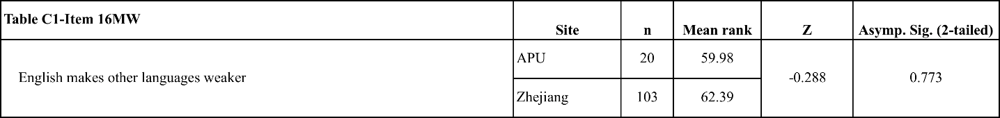 Table C1-Item 16MW
Site n Mean rank Z Asymp. Sig. (2-tailed)
English makes other languages weaker
APU 20 59.98
-0.288 0.773
Zhejiang 103 62.39